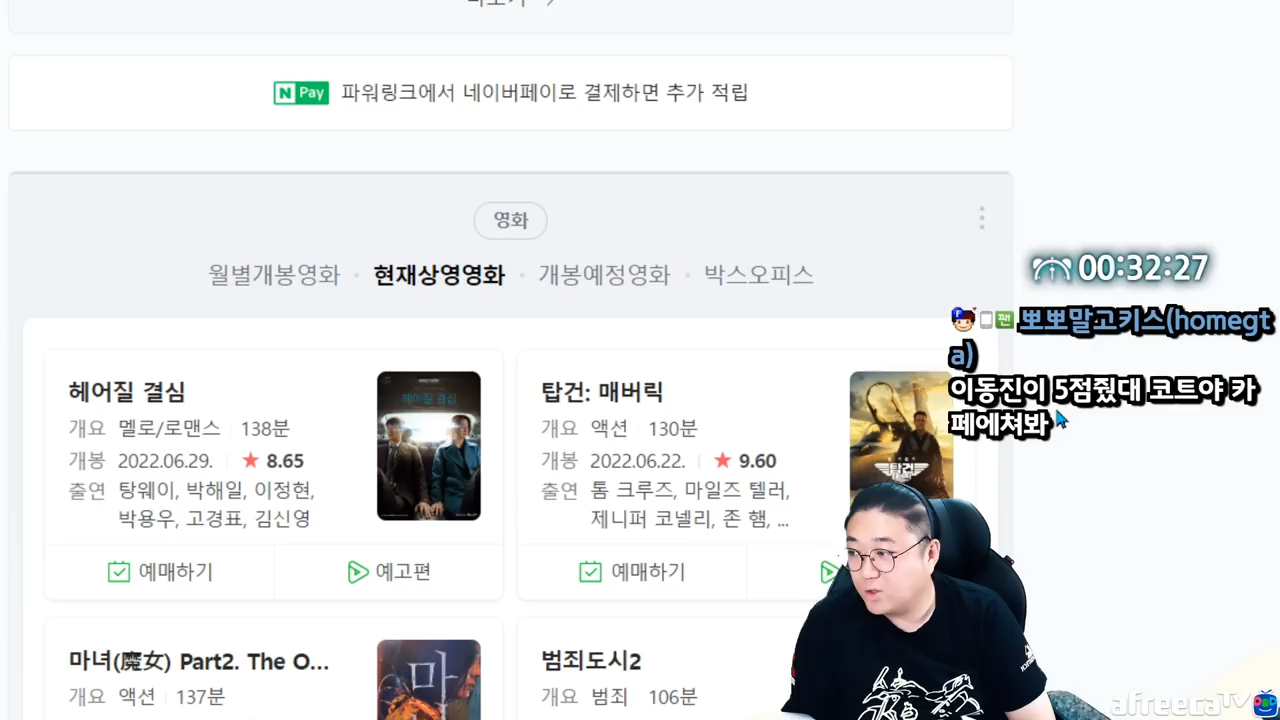 N Pay 파워링크에서 네이버페이로 결제하면 추가 적립
영화
월별개봉영화 · 현재상영영화 · 개봉예정영화 · 박스오피스
헤어질 결심
개요 멜로/로맨스 138분
개봉 2022.06.29. ★ 8.65
출연 탕웨이, 박해일, 이정현,
박용우, 고경표, 김신영
예매하기
예고편
헤어질 결심
탑건: 매버릭
개요 액션 130분
개봉 2022.06.22. ★ 9.60
출연 톰 크루즈, 마일즈 텔러,
제니퍼 코넬리, 존 햄, ...
예매하기
탑건
마녀(魔女) Part2. The O...
개요 액션 137분
마
범죄도시2
개요 범죄 106분
00:32:27
F 팬 뽀뽀말고키스(homegt
a)
이동진이 5점줬대 코트야 카
페에쳐봐
afreecaTV